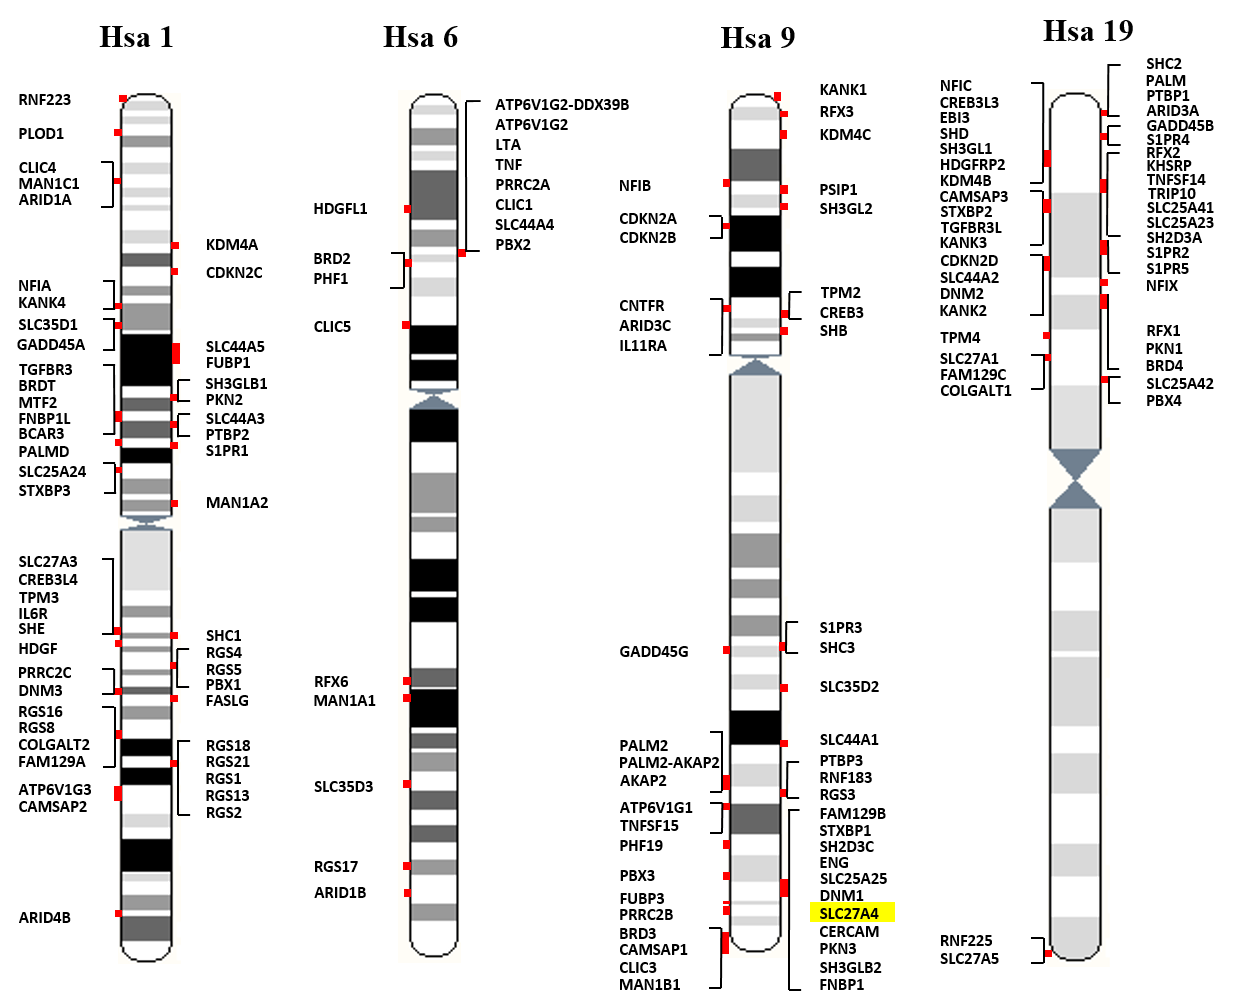 Hsa 1
RNF223
PLOD1
CLIC4
MAN1C1
ARID1A
NFIA
KANK4
SLC35D1
GADD45A
TGFBR3
BRDT
MTF2
FNBP1L
BCAR3
PALMD
SLC25A24
STXBP3
SLC27A3
CREB3L4
TPM3
IL6R
SHE
HDGF
PRRC2C
DNM3
RGS16
RGS8
COLGALT2
FAM129A
ATP6V1G3
CAMSAP2
ARID4B
KDM4A
CDKN2C
SLC44A5
FUBP1
SH3GLB1
PKN2
SLC44A3
PTBP2
S1PR1
MAN1A2
SHC1
RGS4
RGS5
PBX1
FASLG
RGS18
RGS21
RGS1
RGS13
RGS2
Hsa 6
HDGFL1
BRD2
PHF1
CLIC5
RFX6
MAN1A1
SLC35D3
RGS17
ARID1B
ATP6V1G2-DDX39B
ATP6V1G2
LTA
TNF
PRRC2A
CLIC1
SLC44A4
PBX2
Hsa 9
NFIB
CDKN2A
CDKN2B
CNTFR
ARID3C
IL11RA
GADD45G
PALM2
PALM2-AKAP2
AKAP2
ATP6V1G1
TNFSF15
PHF19
PBX3
FUBP3
PRRC2B
BRD3
CAMSAP1
CLIC3
MAN1B1
KANK1
RFX3
KDM4C
PSIP1
SH3GL2
TPM2
CREB3
SHB
S1PR3
SHC3
SLC35D2
SLC44A1
PTBP3
RNF183
RGS3
FAM129B
STXBP1
SH2D3C
ENG
SLC25A25
DNM1
SLC27A4
CERCAM
PKN3
SH3GLB2
FNBP1
Hsa 19
NFIC
CREB3L3
EBI3
SHD
SH3GL1
HDGFRP2
KDM4B
CAMSAP3
STXBP2
TGFBR3L
KANK3
CDKN2D
SLC44A2
DNM2
KANK2
TPM4
SLC27A1
FAM129C
COLGALT1
RNF225
SLC27A5
SHC2
PALM
PTBP1
ARID3A
GADD45B
S1PR4
RFX2
KHSRP
TNFSF14
TRIP10
SLC25A41
SLC25A23
SH2D3A
S1PR2
S1PR5
NFIX
RFX1
PKN1
BRD4
SLC25A42
PBX4